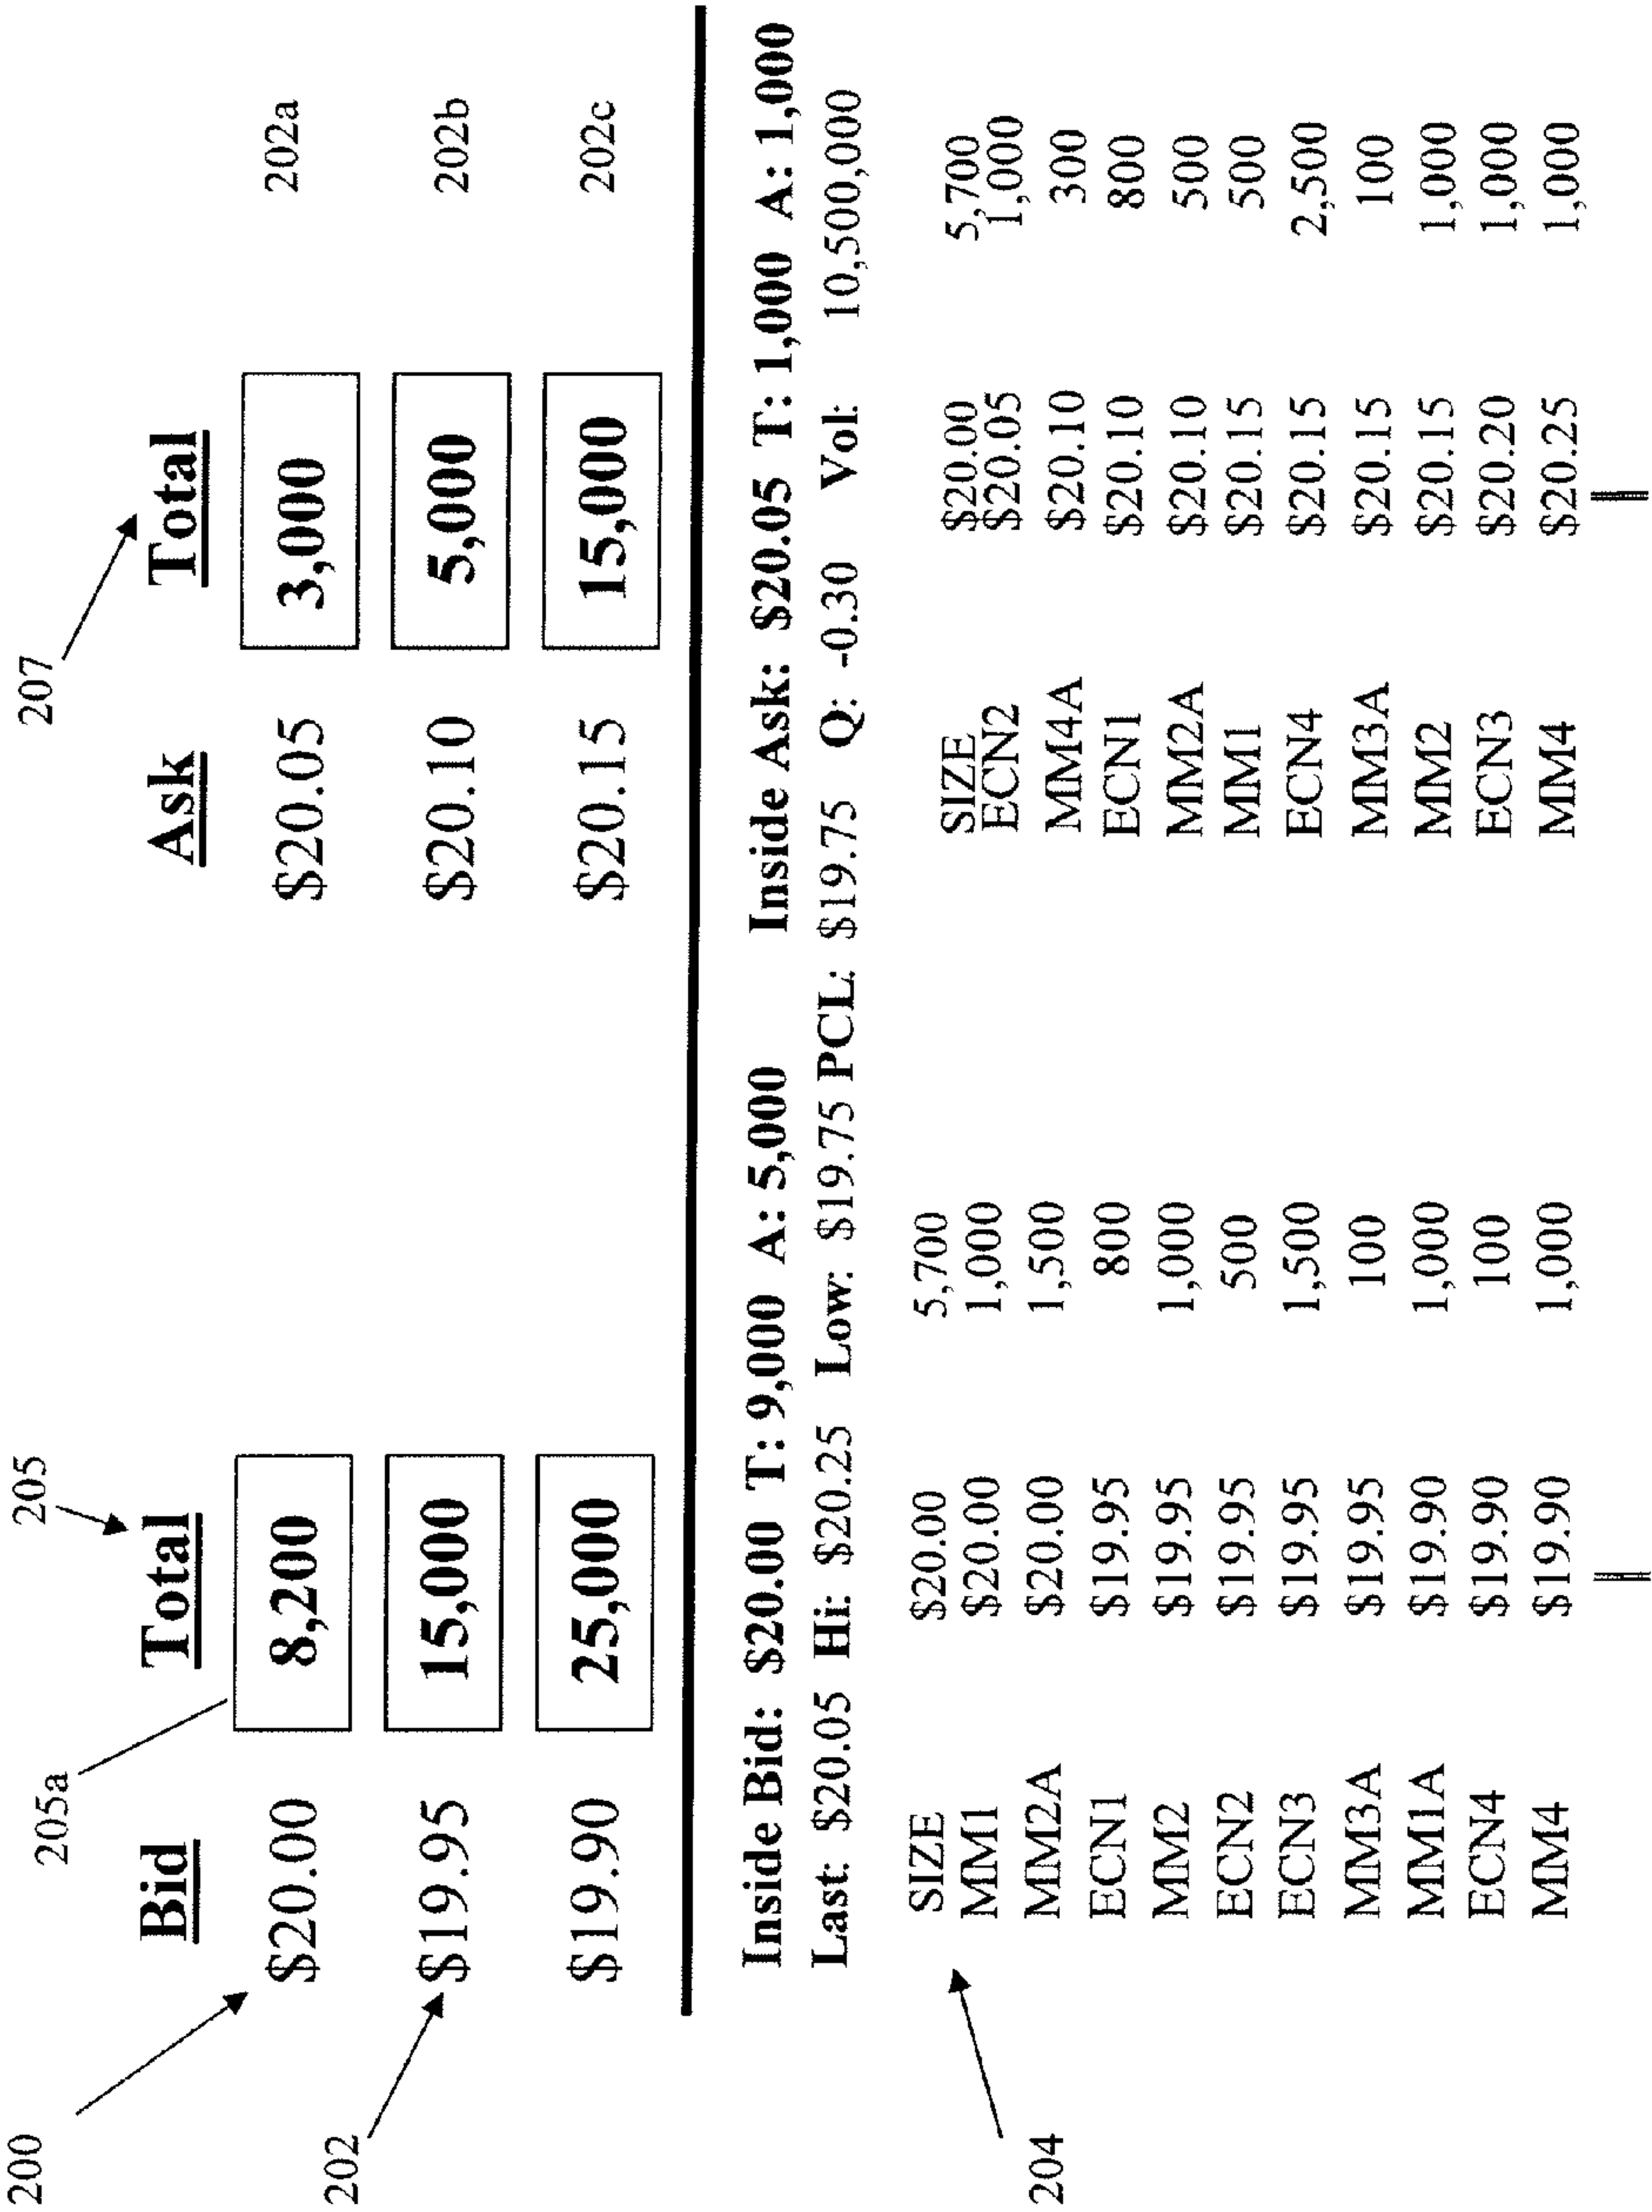 205 207
205a
Bid Total Ask Total
200
$20.00 8,200 $20.05 3,000 202a
202
$19.95 15,000 $20.10 5,000 202b
$19.90 25,000 $20.15 15,000 202c
Inside Bid: $20.00 T: 9,000 A: 5,000 Inside Ask: $20.05 T: 1,000 A: 1,000
Last: $20.05 Hi: $20.25 Low: $19.75 PCL: $19.75 Q: -0.30 Vol: 10,500,000
204
SIZE $20.00 5,700 SIZE $20.00 5,700
MM1 $20.00 1,000 ECN2 $20.05 1,000
MM2A $20.00 1,500 MM4A $20.10 300
ECN1 $19.95 800 ECN1 $20.10 800
MM2 $19.95 1,000 MM2A $20.10 500
ECN2 $19.95 500 MM1 $20.15 500
ECN3 $19.95 1,500 ECN4 $20.15 2,500
MM3A $19.95 100 MM3A $20.15 100
MM1A $19.90 1,000 MM2 $20.15 1,000
ECN4 $19.90 100 ECN3 $20.20 1,000
MM4 $19.90 1,000 MM4 $20.25 1,000